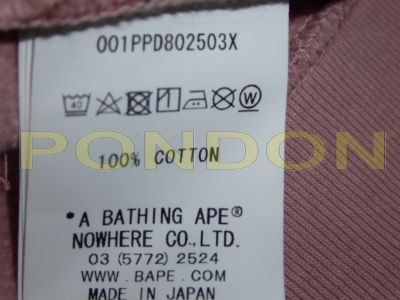 001PPD802503X
40
W
PONDON
100% COTTON
*A BATHING APE®
NOWHERE CO.,LTD.
03 (5772) 2524
WWW.BAPE.COM
MADE IN JAPAN